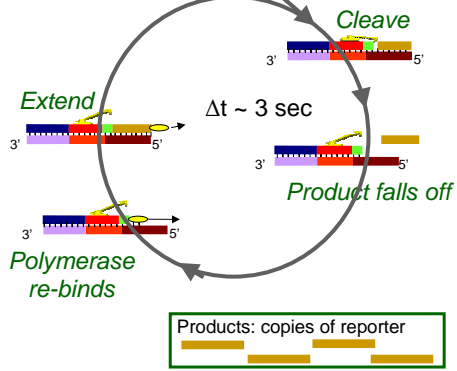 Cleave
3'
5'
Extend
Δt ~ 3 sec
3'
5'
3'
5'
Product falls off
3'
5'
Polymerase
re-binds
Products: copies of reporter